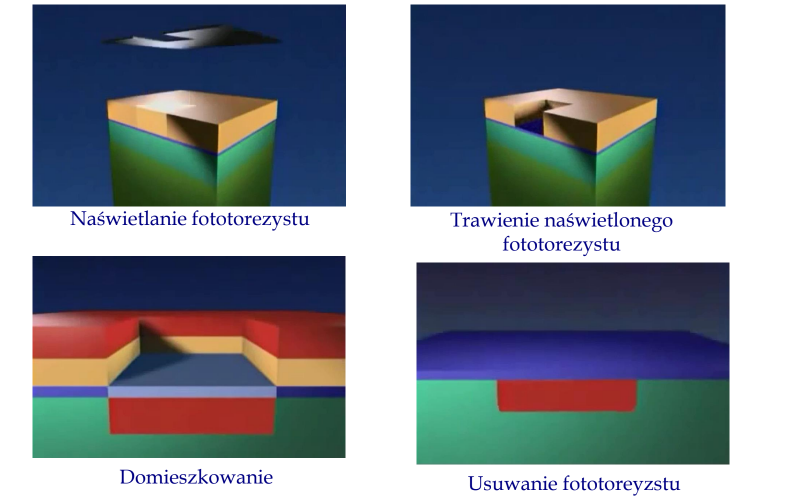 Naświetlanie fototorezystu
Trawienie naświetlonego
fototorezystu
Domieszkowanie
Usuwanie fototoreyzstu